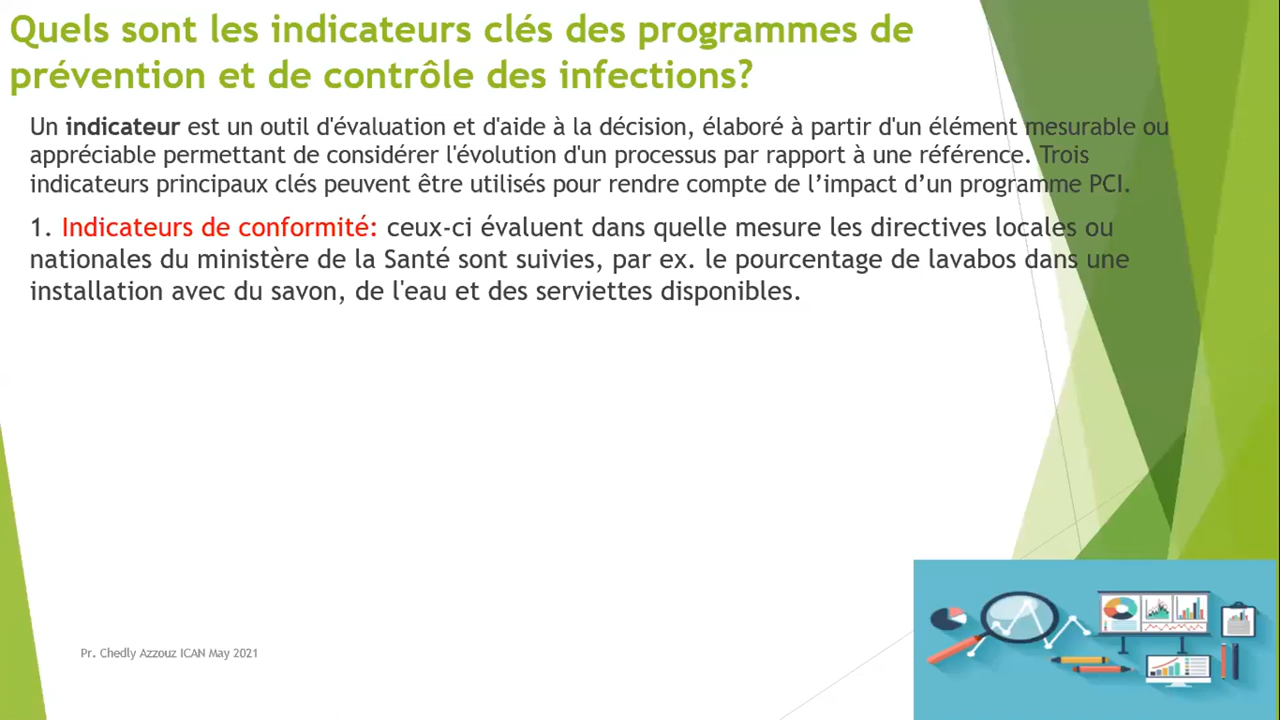 Quels sont les indicateurs clés des programmes de
prévention et de contrôle des infections?
Un indicateur est un outil d'évaluation et d'aide à la décision, élaboré à partir d'un élément mesurable ou
appréciable permettant de considérer l'évolution d'un processus par rapport à une référence. Trois
indicateurs principaux clés peuvent être utilisés pour rendre compte de l’impact d’un programme PCI.
1. Indicateurs de conformité: ceux-ci évaluent dans quelle mesure les directives locales ou
nationales du ministère de la Santé sont suivies, par ex. le pourcentage de lavabos dans une
installation avec du savon, de l'eau et des serviettes disponibles.
Pr. Chedly Azzouz ICAN May 2021